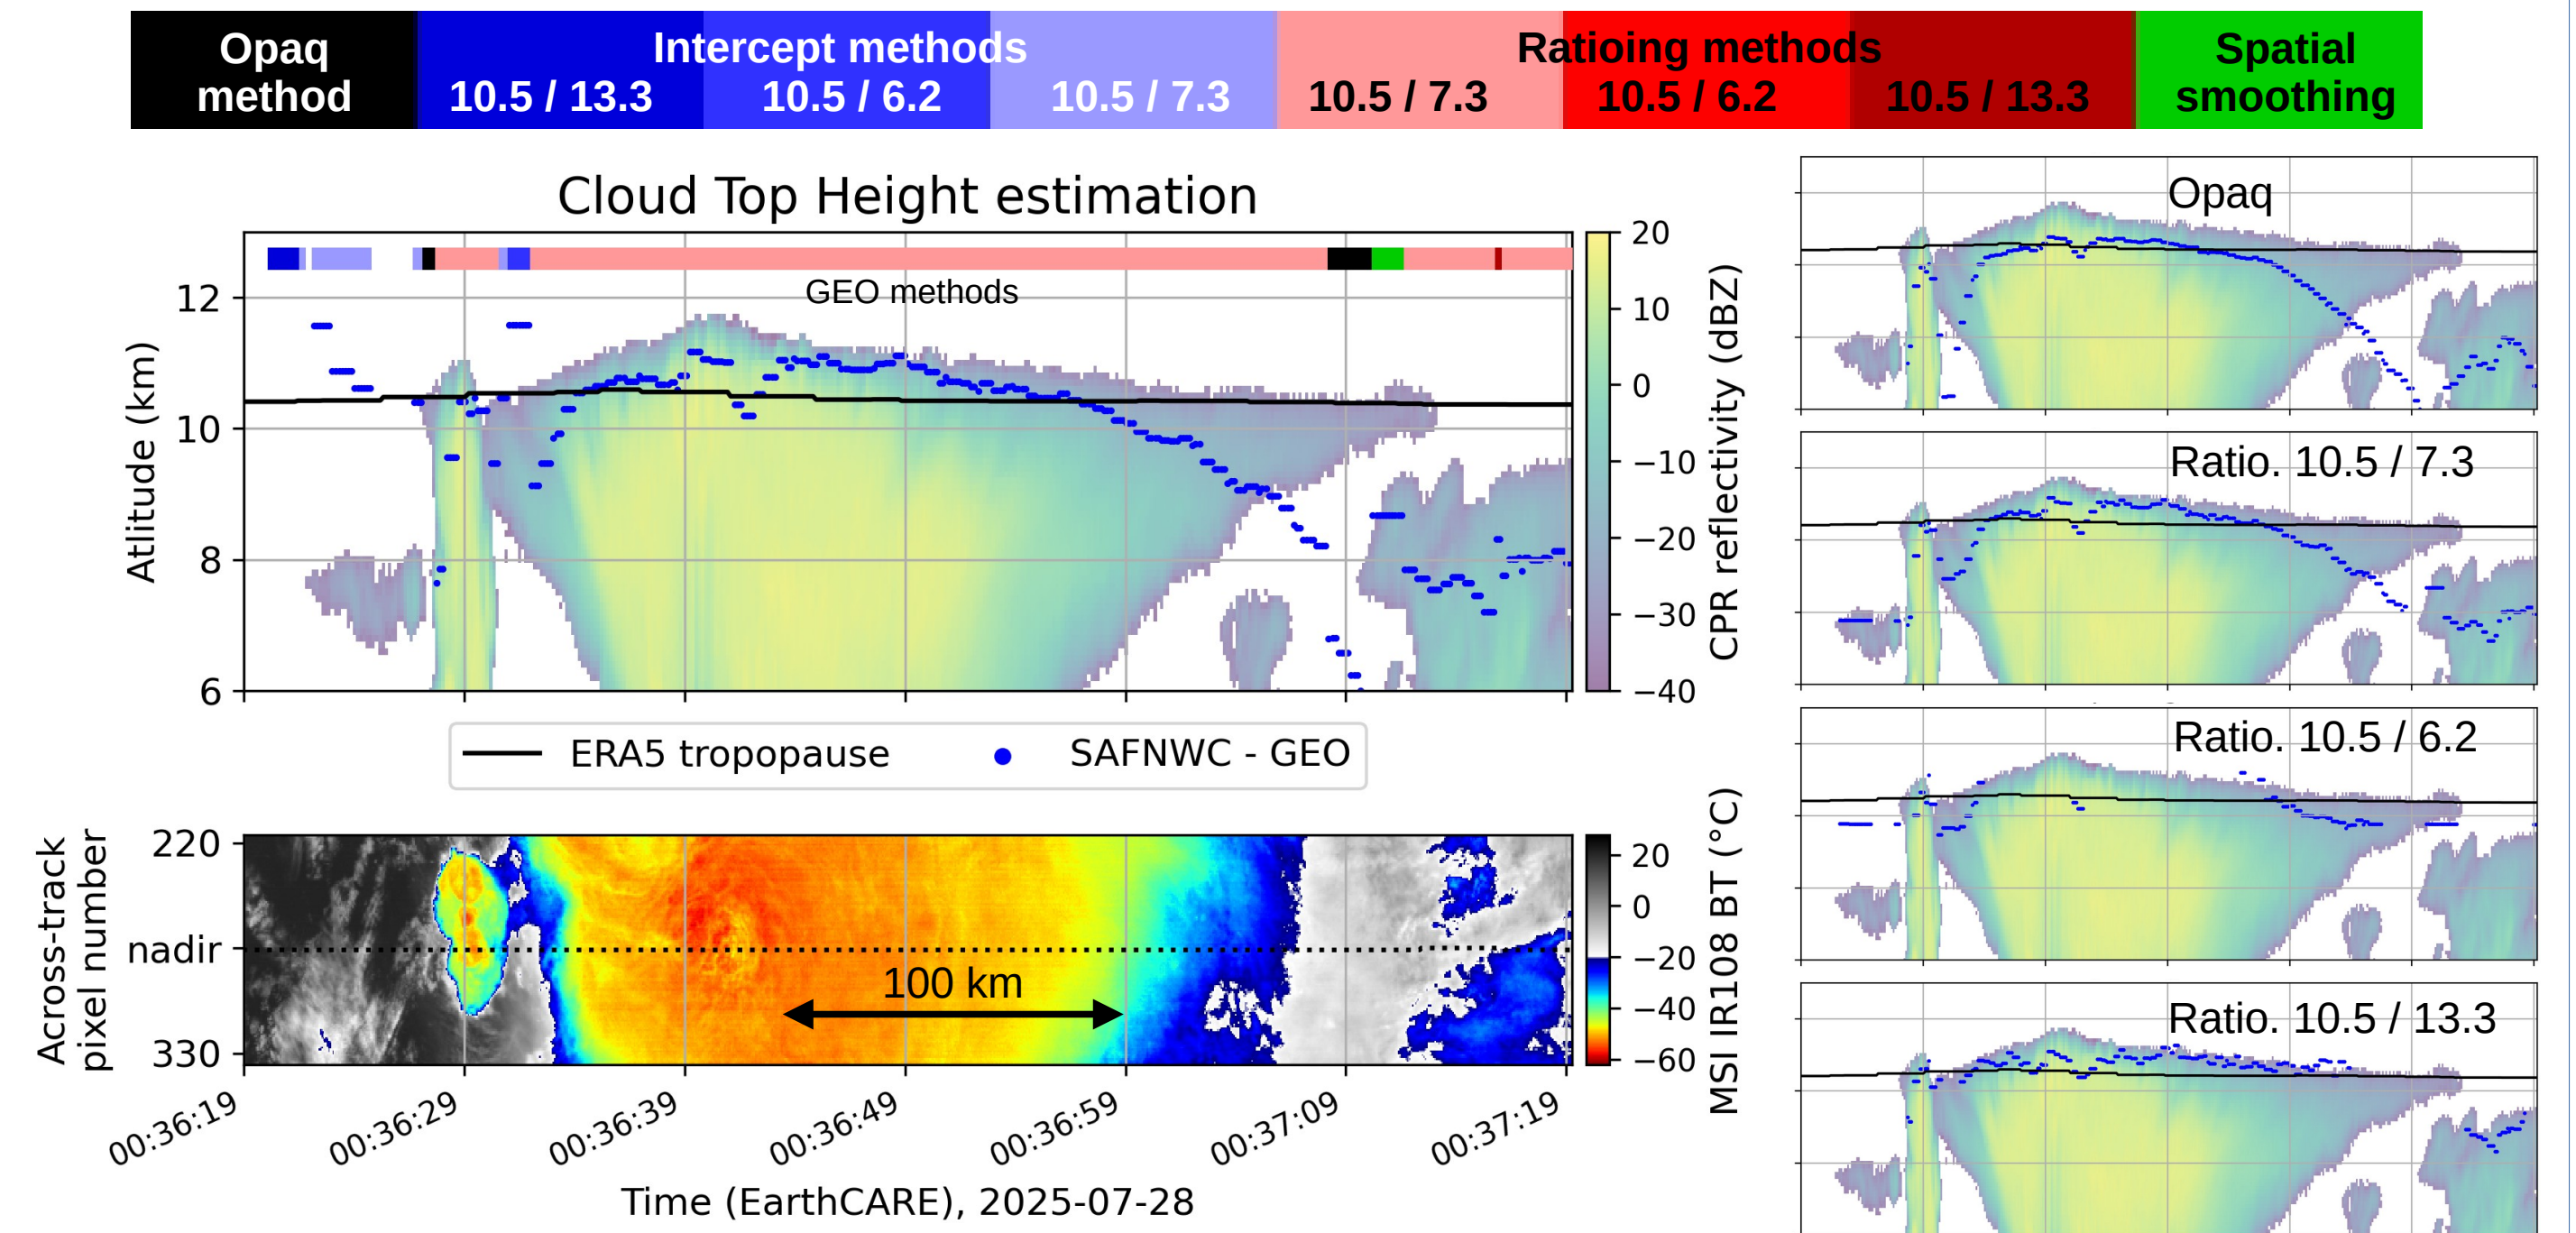 Opaq method
Intercept methods
10.5 / 13.3 10.5 / 6.2 10.5 / 7.3
Ratioing methods
10.5 / 7.3 10.5 / 6.2 10.5 / 13.3
Spatial smoothing
Cloud Top Height estimation
GEO methods
Atlitude (km)
12
10
8
6
20
10
0
−10
−20
−30
−40
CPR reflectivity (dBZ)
ERA5 tropopause
SAFNWC - GEO
Across-track
pixel number
220
nadir
330
100 km
20
0
−20
−40
−60
MSI IR108 BT (°C)
00:36:19
00:36:29
00:36:39
00:36:49
00:36:59
00:37:09
00:37:19
Time (EarthCARE), 2025-07-28
Opaq
Ratio. 10.5 / 7.3
Ratio. 10.5 / 6.2
Ratio. 10.5 / 13.3